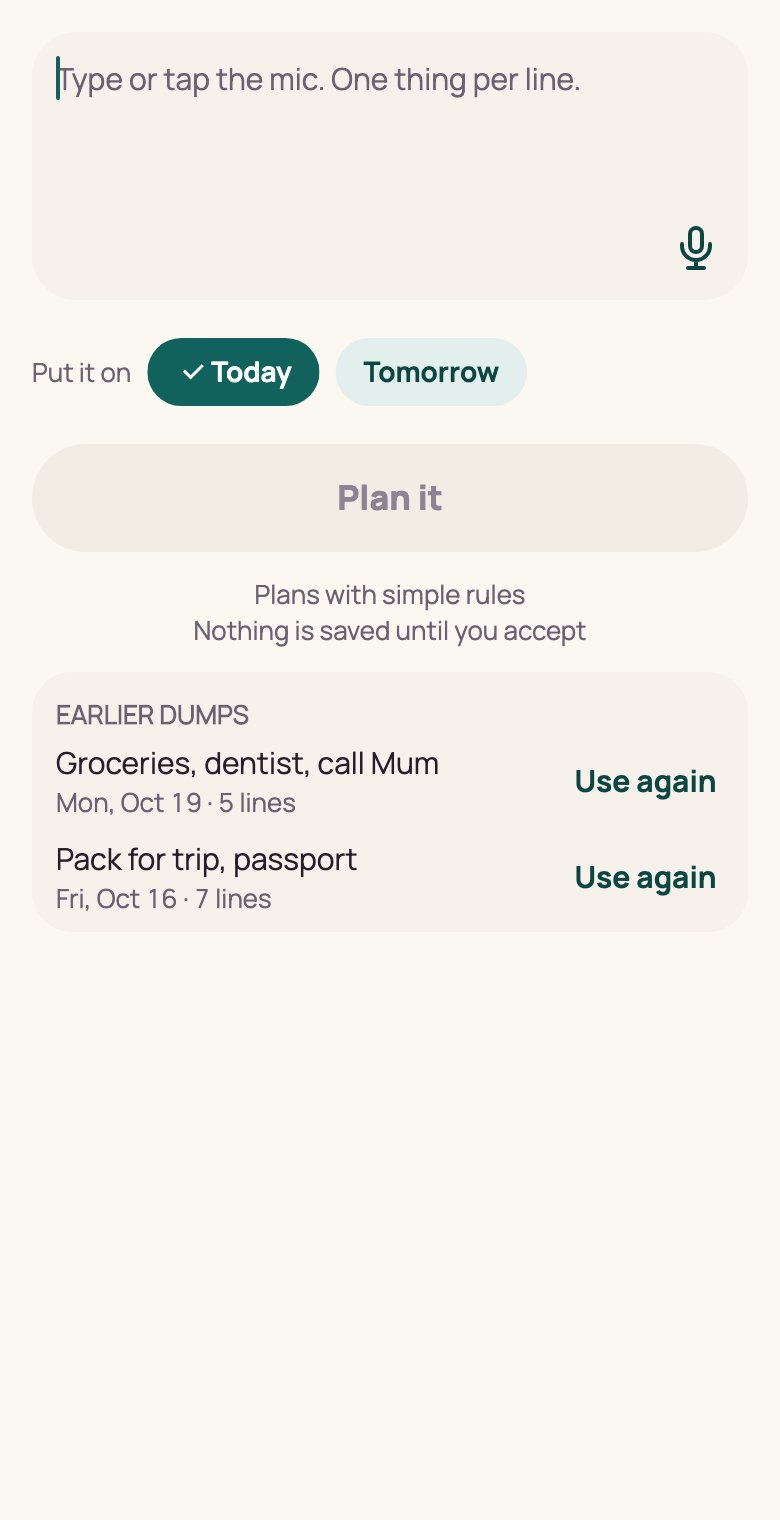 Type or tap the mic. One thing per line.
Put it on
Today
Tomorrow
Plan it
Plans with simple rules
Nothing is saved until you accept
EARLIER DUMPS
Groceries, dentist, call Mum
Mon, Oct 19 · 5 lines
Use again
Pack for trip, passport
Fri, Oct 16 · 7 lines
Use again